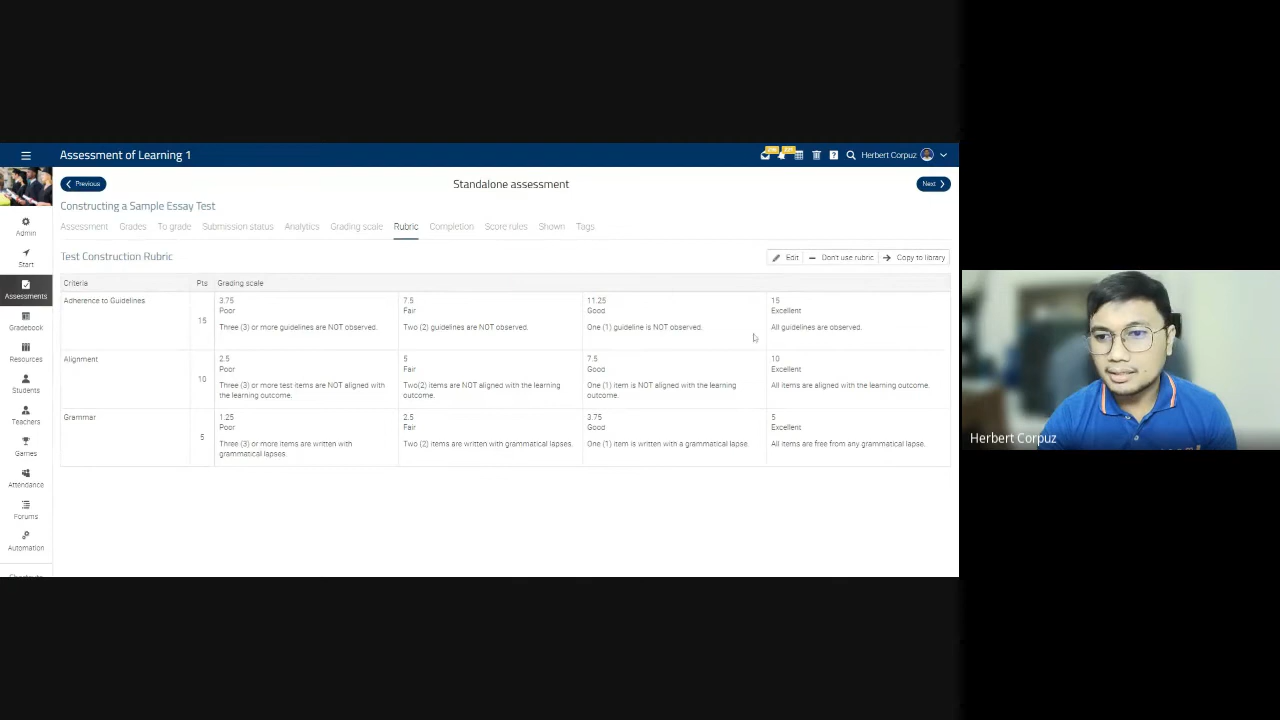 Assessment of Learning 1
Herbert Corpuz
Previous
Standalone assessment
Next
Constructing a Sample Essay Test
Assessment Grades To grade Submission status Analytics Grading scale Rubric Completion Score rules Shown Tags
Test Construction Rubric
Edit Don't use rubric Copy to library
Criteria Pts Grading scale
Adherence to Guidelines
15
3.75
Poor
Three (3) or more guidelines are NOT observed.
7.5
Fair
Two (2) guidelines are NOT observed.
11.25
Good
One (1) guideline is NOT observed.
15
Excellent
All guidelines are observed.
Alignment
10
2.5
Poor
Three (3) or more test items are NOT aligned with
the learning outcome.
5
Fair
Two(2) items are NOT aligned with the learning
outcome.
7.5
Good
One (1) item is NOT aligned with the learning
outcome.
10
Excellent
All items are aligned with the learning outcome.
Grammar
5
1.25
Poor
Three (3) or more items are written with
grammatical lapses.
2.5
Fair
Two (2) items are written with grammatical lapses.
3.75
Good
One (1) item is written with a grammatical lapse.
5
Excellent
All items are free from any grammatical lapse.
Admin
Start
Assessments
Gradebook
Resources
Students
Teachers
Games
Attendance
Forums
Automation
Herbert Corpuz